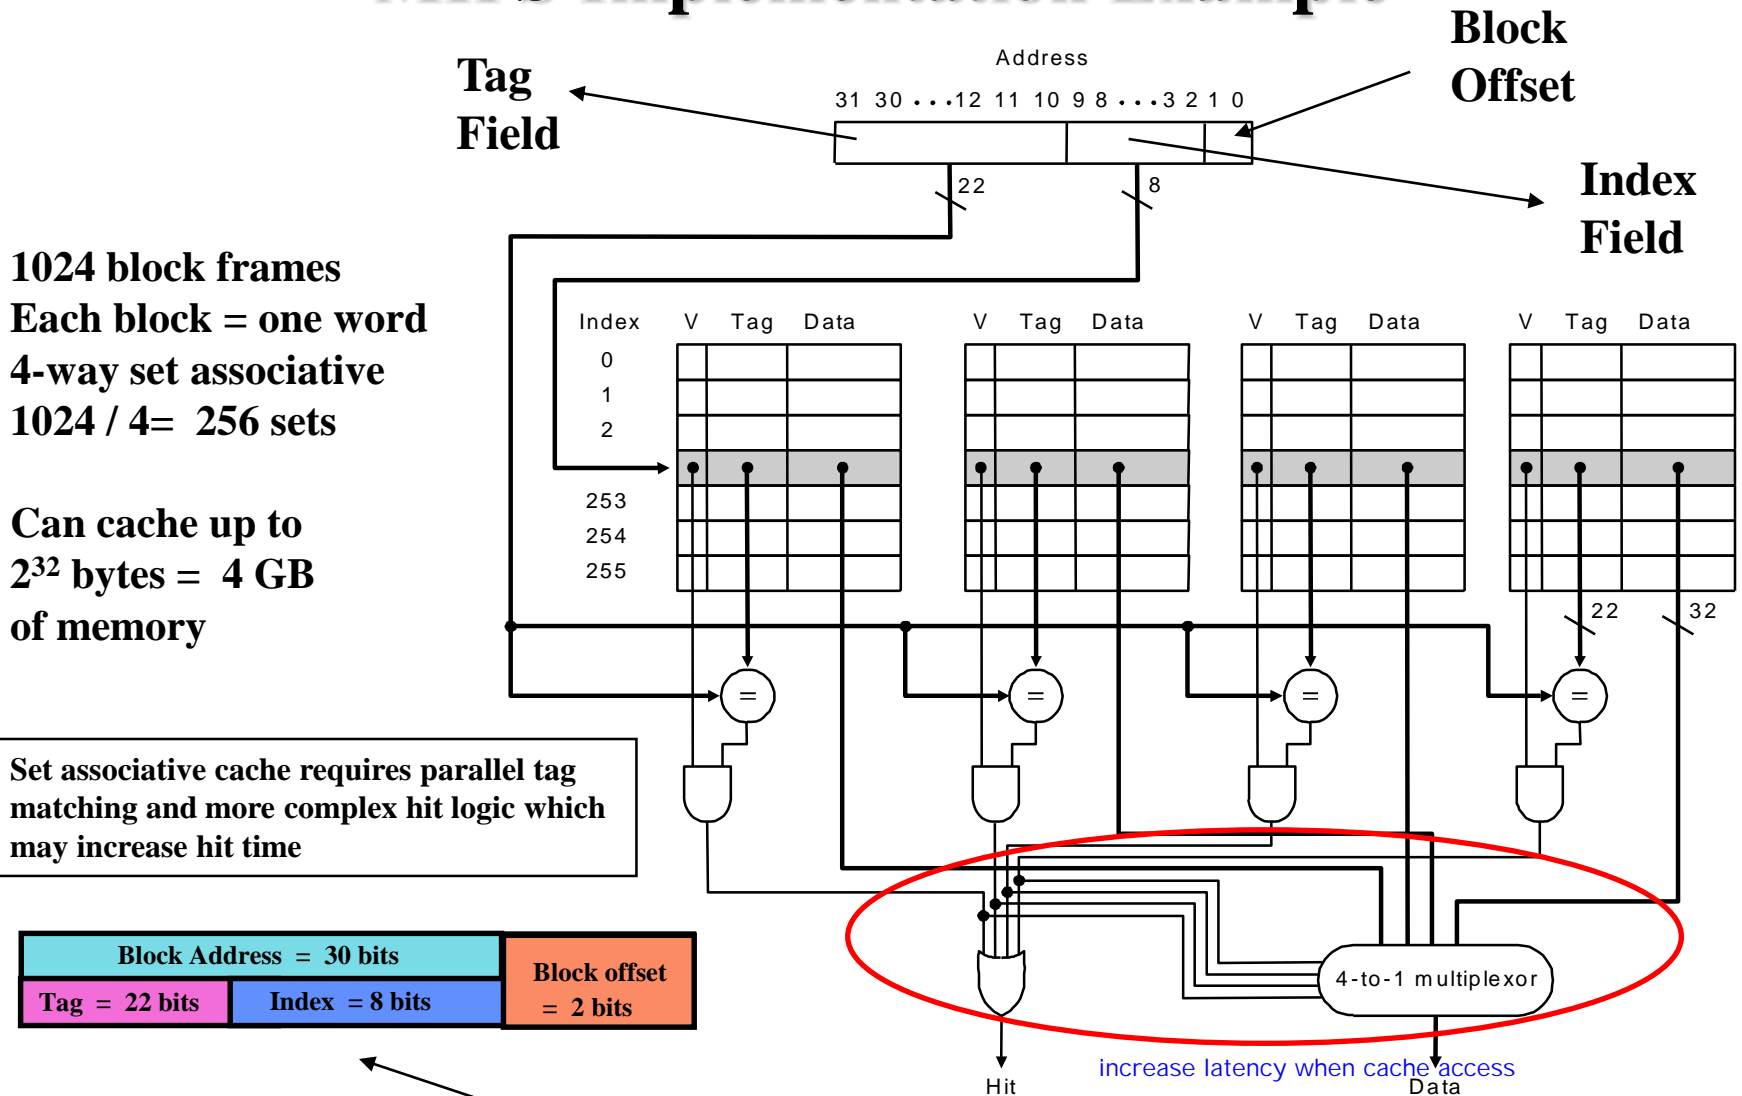 Implementation Example
Block
Offset
Address
Tag
Field
31 30 ...12 11 10 9 8 ...3 2 1 0
22
8
Index
Field
1024 block frames
Each block = one word
4-way set associative
1024 / 4= 256 sets
Can cache up to
2³² bytes = 4 GB
of memory
Index V Tag Data V Tag Data V Tag Data V Tag Data
0
1
2
253
254
255
22 32
= = = =
Set associative cache requires parallel tag
matching and more complex hit logic which
may increase hit time
Block Address = 30 bits
Tag = 22 bits Index = 8 bits
Block offset
= 2 bits
4-to-1 multiplexor
increase latency when cache access
Hit Data